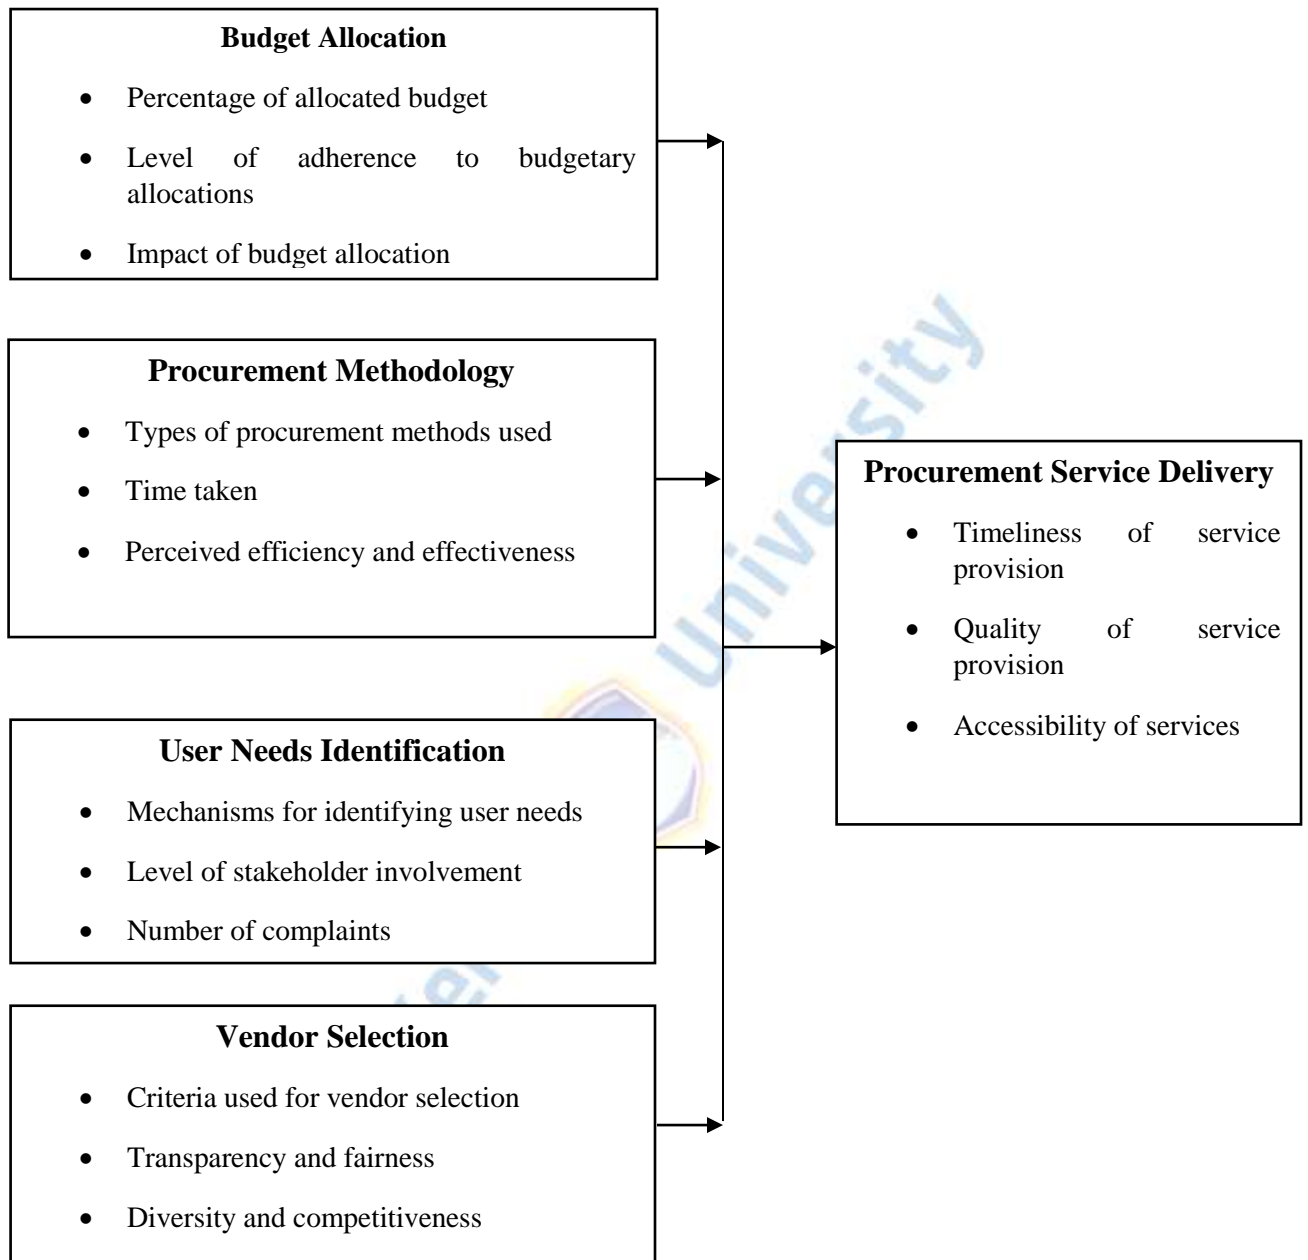 Budget Allocation
• Percentage of allocated budget
• Level of adherence to budgetary
allocations
• Impact of budget allocation
Procurement Methodology
• Types of procurement methods used
• Time taken
• Perceived efficiency and effectiveness
User Needs Identification
• Mechanisms for identifying user needs
• Level of stakeholder involvement
• Number of complaints
Vendor Selection
• Criteria used for vendor selection
• Transparency and fairness
• Diversity and competitiveness
Procurement Service Delivery
• Timeliness of service
provision
• Quality of service
provision
• Accessibility of services
University